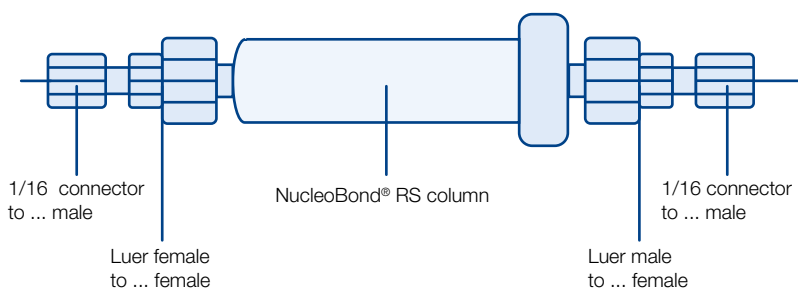 1/16 connector
to ... male
Luer female
to ... female
NucleoBond® RS column
Luer male
to ... female
1/16 connector
to ... male